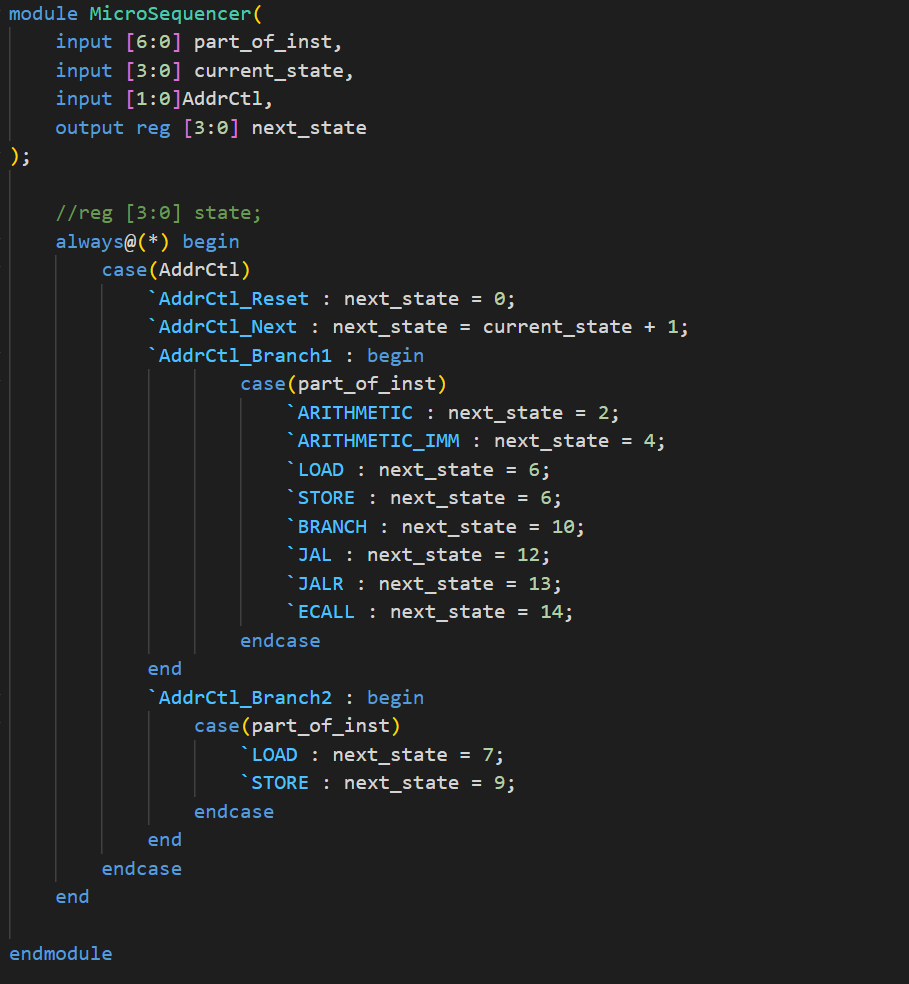 module MicroSequencer(
    input [6:0] part_of_inst,
    input [3:0] current_state,
    input [1:0]AddrCtl,
    output reg [3:0] next_state
);

    //reg [3:0] state;
    always@(*) begin
        case(AddrCtl)
            `AddrCtl_Reset : next_state = 0;
            `AddrCtl_Next : next_state = current_state + 1;
            `AddrCtl_Branch1 : begin
                    case(part_of_inst)
                        `ARITHMETIC : next_state = 2;
                        `ARITHMETIC_IMM : next_state = 4;
                        `LOAD : next_state = 6;
                        `STORE : next_state = 6;
                        `BRANCH : next_state = 10;
                        `JAL : next_state = 12;
                        `JALR : next_state = 13;
                        `ECALL : next_state = 14;
                    endcase
            end
            `AddrCtl_Branch2 : begin
                case(part_of_inst)
                    `LOAD : next_state = 7;
                    `STORE : next_state = 9;
                endcase
            end
        endcase
    end

endmodule